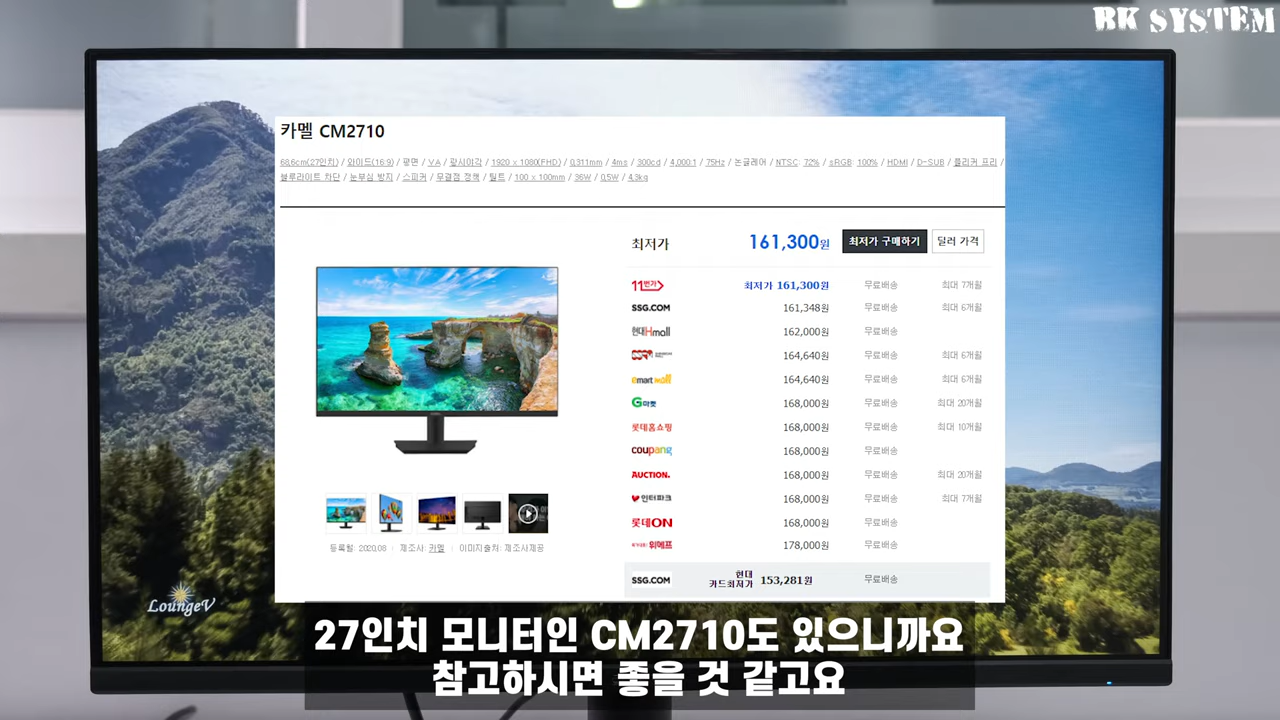 BK SYSTEM
카멜 CM2710
68.6cm(27인치) / 와이드(16:9) / 평면 / VA / 광시야각 / 1920 x 1080(FHD) / 0.311mm / 4ms / 300cd / 4,000:1 / 75Hz / 논글레어 / NTSC: 72% / sRGB: 100% / HDMI / D-SUB / 플리커 프리 /
블루라이트 차단 / 눈부심 방지 / 스피커 / 무결점 정책 / 틸트 / 100 x 100mm / 36W / 0.5W / 4.3kg
최저가 161,300원 최저가 구매하기 딜러 가격
11번가 최저가 161,300원 무료배송 최대 7개월
SSG.COM 161,348원 무료배송 최대 6개월
현대Hmall 162,000원 무료배송
164,640원 무료배송 최대 6개월
emart mall 164,640원 무료배송 최대 6개월
G마켓 168,000원 무료배송 최대 20개월
롯데홈쇼핑 168,000원 무료배송 최대 10개월
coupang 168,000원 무료배송
AUCTION. 168,000원 무료배송 최대 20개월
인터파크 168,000원 무료배송 최대 7개월
롯데ON 168,000원 무료배송
위메프 178,000원 무료배송
SSG.COM 현대 카드최저가 153,281원 무료배송
등록월: 2020.08 | 제조사: 카멜 | 이미지출처: 제조사제공
LoungeV
27인치 모니터인 CM2710도 있으니까요
참고하시면 좋을 것 같고요